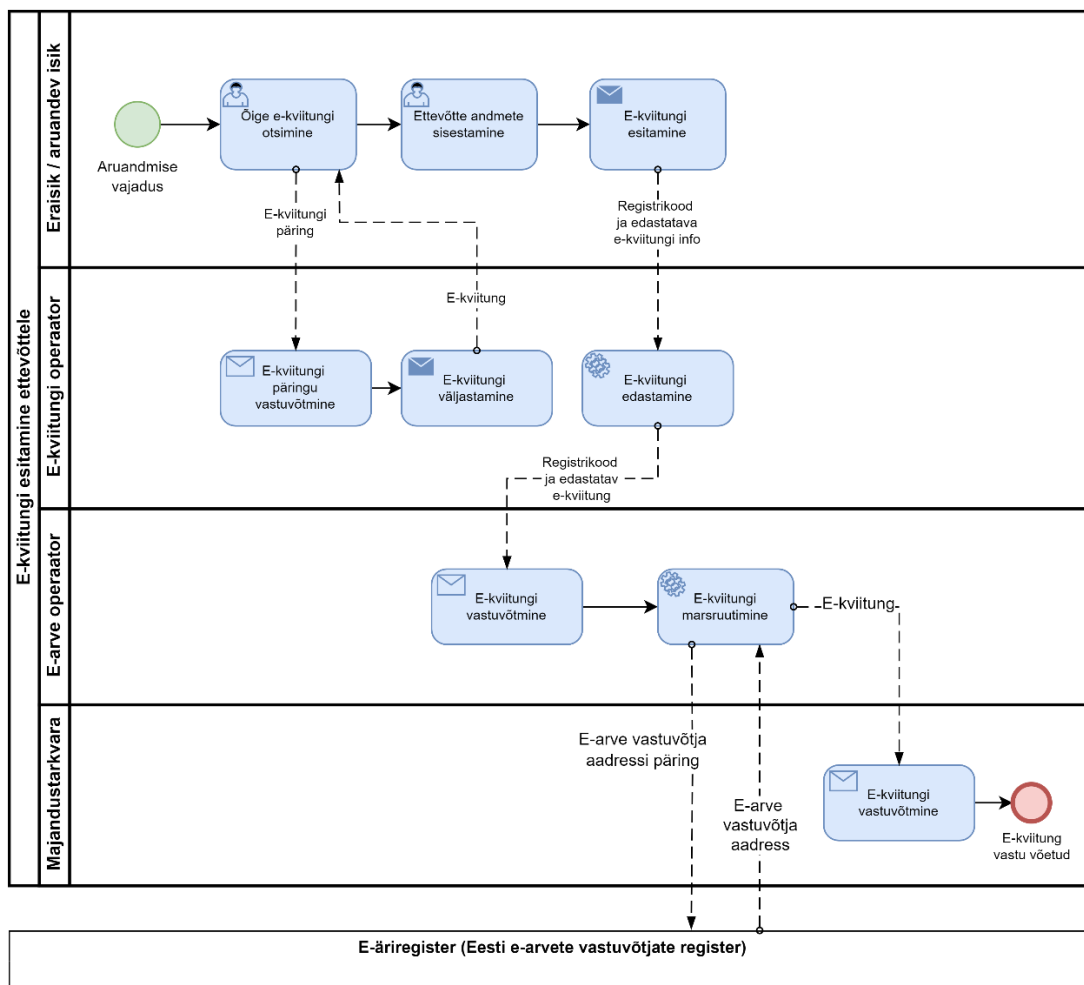 E-kviitungi esitamine ettevõttele
Eraisik / aruandev isik
Aruandmise
vajadus
Õige e-kviitungi
otsimine
Ettevõtte andmete
sisestamine
E-kviitungi
esitamine
E-kviitungi
päring
Registrikood
ja edastatava
e-kviitungi info
E-kviitungi operaator
E-kviitung
E-kviitungi
päringu
vastuvõtmine
E-kviitungi
väljastamine
E-kviitungi
edastamine
Registrikood
ja edastatav
e-kviitung
E-arve operaator
E-kviitungi
vastuvõtmine
E-kviitungi
marsruutimine
E-kviitung
Majandustarkvara
E-arve vastuvõtja
aadressi päring
E-arve
vastuvõtja
aadress
E-kviitungi
vastuvõtmine
E-kviitung
vastu võetud
E-äriregister (Eesti e-arvete vastuvõtjate register)